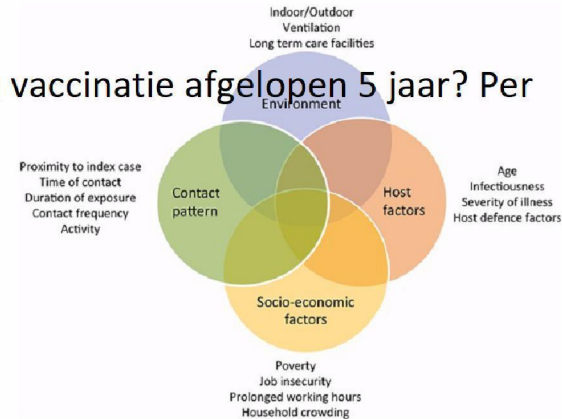 Indoor/Outdoor
Ventilation
Long term care facilities
vaccinatie afgelopen 5 jaar? Per
Environment
Proximity to index case
Time of contact
Duration of exposure
Contact frequency
Activity
Contact
pattern
Host
factors
Age
Infectiousness
Severity of illness
Host defence factors
Socio-economic
factors
Poverty
Job insecurity
Prolonged working hours
Household crowding